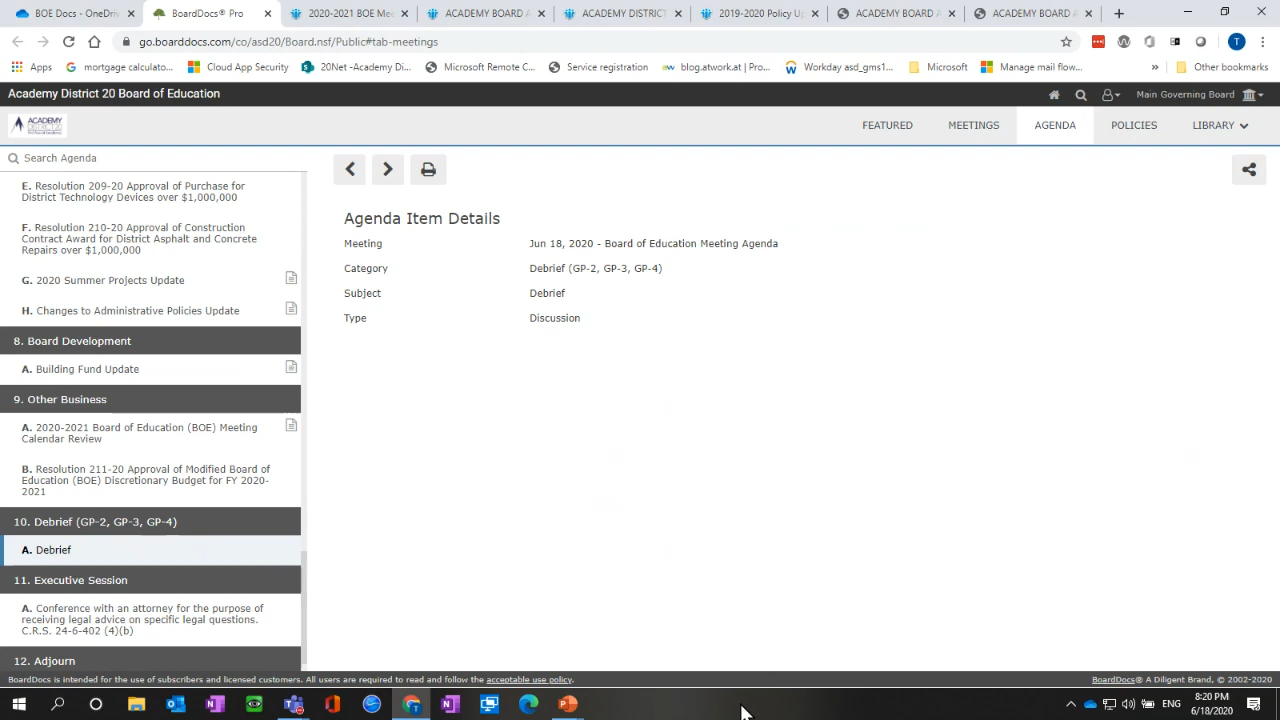 BOE Docs - OneDriv
BoardDocs® Pro
2020-2021 BOE Mee
ACADEMY BOARD A
ACADEMY DISTRICT
2019-2020 Policy Up
ACADEMY BOARD A
ACADEMY BOARD A
go.boarddocs.com/co/asd20/Board.nsf/Public#tab-meetings
T
Apps
mortgage calculato...
Cloud App Security
20Net -Academy Di...
Microsoft Remote C...
Service registration
blog.atwork.at | Pro...
Workday asd_gms1...
Microsoft
Manage mail flow...
»
Other bookmarks
Academy District 20 Board of Education
Main Governing Board
ACADEMY
FEATURED
MEETINGS
AGENDA
POLICIES
LIBRARY
Search Agenda
E. Resolution 209-20 Approval of Purchase for
District Technology Devices over $1,000,000
F. Resolution 210-20 Approval of Construction
Contract Award for District Asphalt and Concrete
Repairs over $1,000,000
G. 2020 Summer Projects Update
H. Changes to Administrative Policies Update
8. Board Development
A. Building Fund Update
9. Other Business
A. 2020-2021 Board of Education (BOE) Meeting
Calendar Review
B. Resolution 211-20 Approval of Modified Board of
Education (BOE) Discretionary Budget for FY 2020-
2021
10. Debrief (GP-2, GP-3, GP-4)
A. Debrief
11. Executive Session
A. Conference with an attorney for the purpose of
receiving legal advice on specific legal questions.
C.R.S. 24-6-402 (4)(b)
12. Adjourn
Agenda Item Details
Meeting Jun 18, 2020 - Board of Education Meeting Agenda
Category Debrief (GP-2, GP-3, GP-4)
Subject Debrief
Type Discussion
BoardDocs is intended for the use of subscribers and licensed customers. All users are required to read and follow the acceptable use policy.
BoardDocs® A Diligent Brand, © 2002-2020
ENG
8:20 PM
6/18/2020